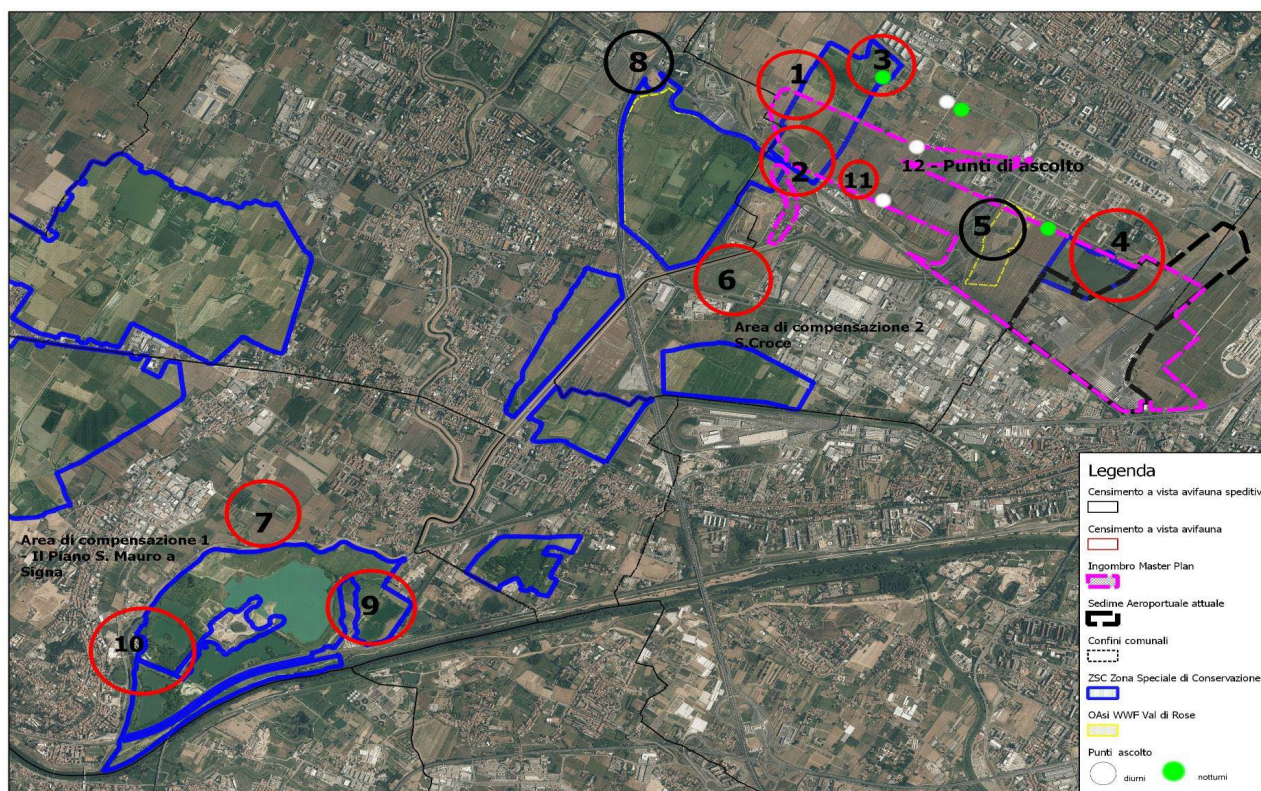 8
1
3
2
11
12 - Punti di ascolto
5
4
6
Area di compensazione 2
S.Croce
7
Area di compensazione 1
- Il Piano S. Mauro a
Signa
9
10
Legenda
Censimento a vista avifauna speditiv
Censimento a vista avifauna
Ingombro Master Plan
Sedime Aeroportuale attuale
Confini comunali
ZSC Zona Speciale di Conservazione
OAsi WWF Val di Rose
Punti ascolto
diurni
notturni